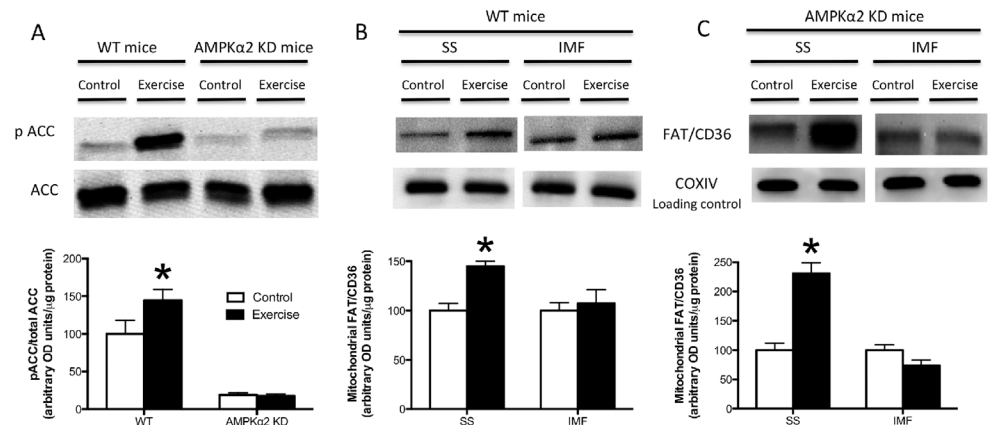 A
WT mice AMPKα2 KD mice
Control Exercise Control Exercise
p ACC
ACC
pACC/total ACC
(arbitrary OD units/µg protein)
200
150
100
50
0
*
Control
Exercise
WT AMPKα2 KD
B
WT mice
SS IMF
Control Exercise Control Exercise
Mitochondrial FAT/CD36
(arbitrary OD units/µg protein)
150
100
50
0
*
SS IMF
C
AMPKα2 KD mice
SS IMF
Control Exercise Control Exercise
FAT/CD36
COXIV
Loading control
Mitochondrial FAT/CD36
(arbitrary OD units/µg protein)
250
200
150
100
50
0
*
SS IMF